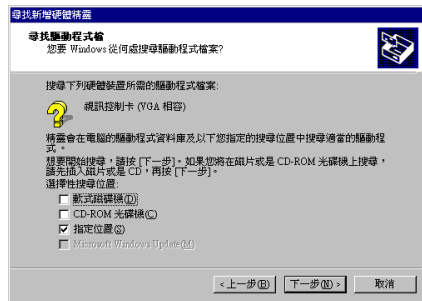 尋找新增硬體精靈
尋找驅動程式檔
您要 Windows 從何處搜尋驅動程式檔案?
搜尋下列硬體裝置所需的驅動程式檔案:
視訊控制卡 (VGA 相容)
精靈會在電腦的驅動程式資料庫及以下您指定的搜尋位置中搜尋適當的驅動程
式。
想要開始搜尋，請按 [下一步]。如果您將在磁片或是 CD-ROM 光碟機上搜尋，
請先插入磁片或是 CD，再按 [下一步]。
選擇性搜尋位置:
軟式磁碟機(D)
CD-ROM 光碟機(C)
指定位置(S)
Microsoft Windows Update(M)
<上一步(B) 下一步(N)> 取消